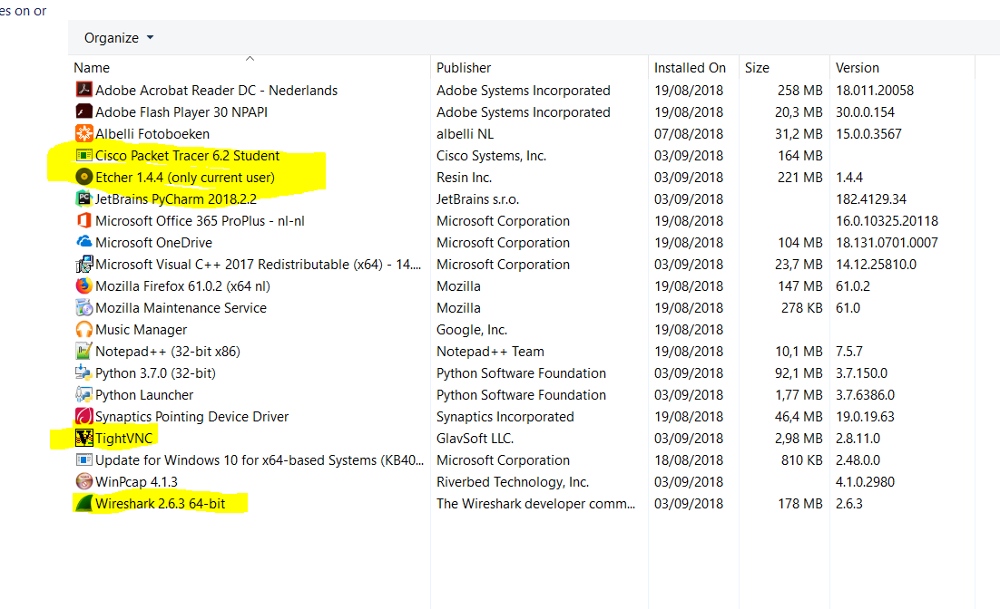 es on or
Organize
Name Publisher Installed On Size Version
Adobe Acrobat Reader DC - Nederlands Adobe Systems Incorporated 19/08/2018 258 MB 18.011.20058
Adobe Flash Player 30 NPAPI Adobe Systems Incorporated 19/08/2018 20,3 MB 30.0.0.154
Albelli Fotoboeken albelli NL 07/08/2018 31,2 MB 15.0.0.3567
Cisco Packet Tracer 6.2 Student Cisco Systems, Inc. 03/09/2018 164 MB
Etcher 1.4.4 (only current user) Resin Inc. 03/09/2018 221 MB 1.4.4
JetBrains PyCharm 2018.2.2 JetBrains s.r.o. 03/09/2018 182.4129.34
Microsoft Office 365 ProPlus - nl-nl Microsoft Corporation 19/08/2018 16.0.10325.20118
Microsoft OneDrive Microsoft Corporation 19/08/2018 104 MB 18.131.0701.0007
Microsoft Visual C++ 2017 Redistributable (x64) - 14.... Microsoft Corporation 03/09/2018 23,7 MB 14.12.25810.0
Mozilla Firefox 61.0.2 (x64 nl) Mozilla 19/08/2018 147 MB 61.0.2
Mozilla Maintenance Service Mozilla 19/08/2018 278 KB 61.0
Music Manager Google, Inc. 19/08/2018
Notepad++ (32-bit x86) Notepad++ Team 19/08/2018 10,1 MB 7.5.7
Python 3.7.0 (32-bit) Python Software Foundation 03/09/2018 92,1 MB 3.7.150.0
Python Launcher Python Software Foundation 03/09/2018 1,77 MB 3.7.6386.0
Synaptics Pointing Device Driver Synaptics Incorporated 19/08/2018 46,4 MB 19.0.19.63
TightVNC GlavSoft LLC. 03/09/2018 2,98 MB 2.8.11.0
Update for Windows 10 for x64-based Systems (KB40... Microsoft Corporation 18/08/2018 810 KB 2.48.0.0
WinPcap 4.1.3 Riverbed Technology, Inc. 03/09/2018 4.1.0.2980
Wireshark 2.6.3 64-bit The Wireshark developer comm... 03/09/2018 178 MB 2.6.3